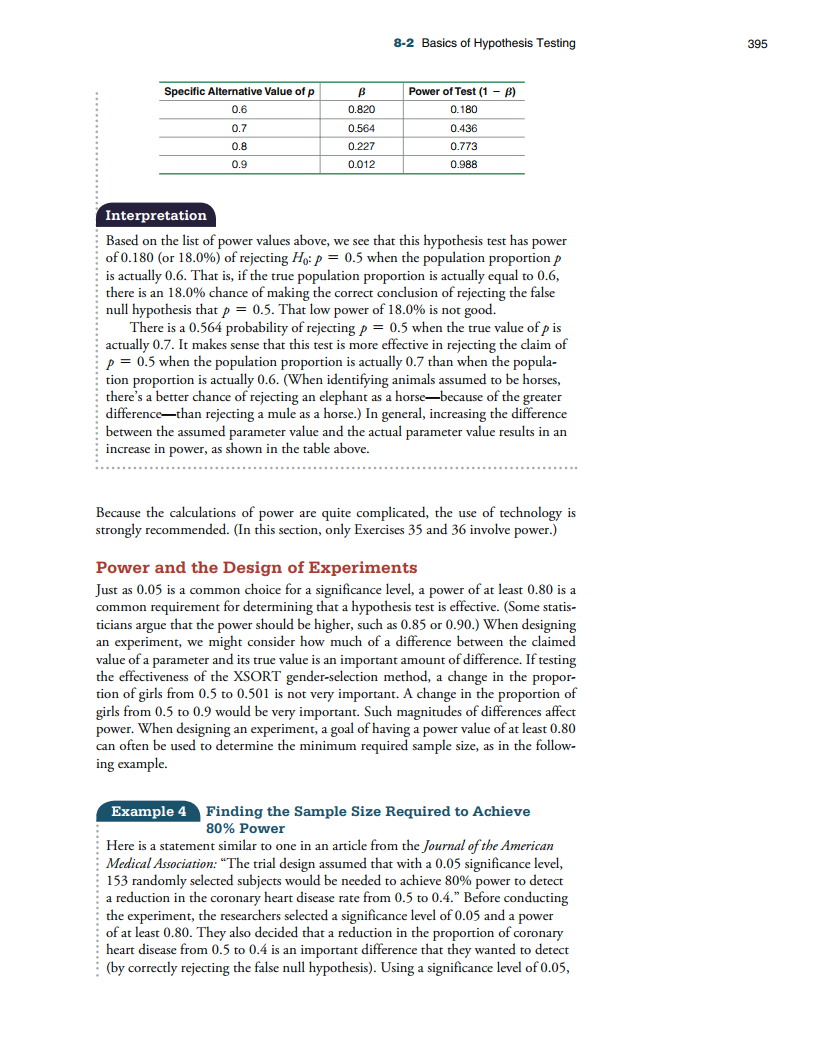 8-2 Basics of Hypothesis Testing 395
Specific Alternative Value of p β Power of Test (1 − β)
0.6 0.820 0.180
0.7 0.564 0.436
0.8 0.227 0.773
0.9 0.012 0.988
Interpretation
Based on the list of power values above, we see that this hypothesis test has power
of 0.180 (or 18.0%) of rejecting H₀: p = 0.5 when the population proportion p
is actually 0.6. That is, if the true population proportion is actually equal to 0.6,
there is an 18.0% chance of making the correct conclusion of rejecting the false
null hypothesis that p = 0.5. That low power of 18.0% is not good.
There is a 0.564 probability of rejecting p = 0.5 when the true value of p is
actually 0.7. It makes sense that this test is more effective in rejecting the claim of
p = 0.5 when the population proportion is actually 0.7 than when the popula-
tion proportion is actually 0.6. (When identifying animals assumed to be horses,
there's a better chance of rejecting an elephant as a horse—because of the greater
difference—than rejecting a mule as a horse.) In general, increasing the difference
between the assumed parameter value and the actual parameter value results in an
increase in power, as shown in the table above.
Because the calculations of power are quite complicated, the use of technology is
strongly recommended. (In this section, only Exercises 35 and 36 involve power.)
Power and the Design of Experiments
Just as 0.05 is a common choice for a significance level, a power of at least 0.80 is a
common requirement for determining that a hypothesis test is effective. (Some statis-
ticians argue that the power should be higher, such as 0.85 or 0.90.) When designing
an experiment, we might consider how much of a difference between the claimed
value of a parameter and its true value is an important amount of difference. If testing
the effectiveness of the XSORT gender-selection method, a change in the propor-
tion of girls from 0.5 to 0.501 is not very important. A change in the proportion of
girls from 0.5 to 0.9 would be very important. Such magnitudes of differences affect
power. When designing an experiment, a goal of having a power value of at least 0.80
can often be used to determine the minimum required sample size, as in the follow-
ing example.
Example 4 Finding the Sample Size Required to Achieve
80% Power
Here is a statement similar to one in an article from the Journal of the American
Medical Association: "The trial design assumed that with a 0.05 significance level,
153 randomly selected subjects would be needed to achieve 80% power to detect
a reduction in the coronary heart disease rate from 0.5 to 0.4." Before conducting
the experiment, the researchers selected a significance level of 0.05 and a power
of at least 0.80. They also decided that a reduction in the proportion of coronary
heart disease from 0.5 to 0.4 is an important difference that they wanted to detect
(by correctly rejecting the false null hypothesis). Using a significance level of 0.05,